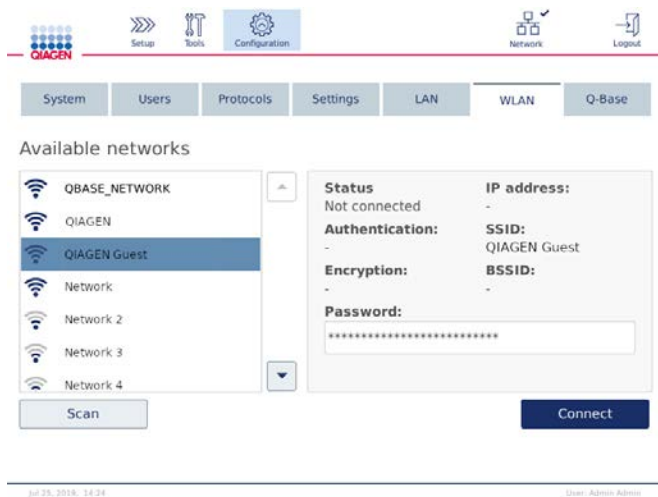 QIAGEN
Setup
Tools
Configuration
Network
Logout
System Users Protocols Settings LAN WLAN Q-Base
Available networks
QBASE_NETWORK
QIAGEN
QIAGEN Guest
Network
Network 2
Network 3
Network 4
Scan
Status
Not connected
IP address:
-
Authentication:
-
SSID:
QIAGEN Guest
Encryption:
-
BSSID:
-
Password:
**************************
Connect
Jul 25, 2019, 14:24
User: Admin Admin